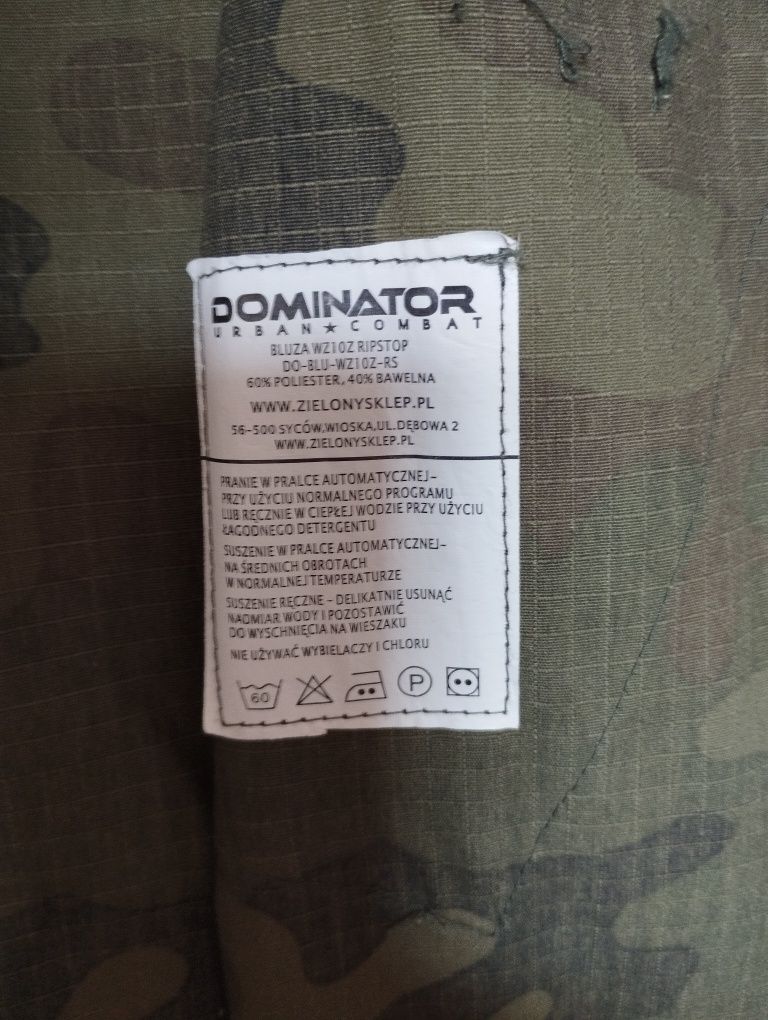 DOMINATOR
URBAN★COMBAT
BLUZA WZ10Z RIPSTOP
DO-BLU-WZ10Z-RS
60% POLIESTER, 40% BAWEŁNA
WWW.ZIELONYSKLEP.PL
56-500 SYCÓW,WIOSKA,UL.DĘBOWA 2
WWW.ZIELONYSKLEP.PL
PRANIE W PRALCE AUTOMATYCZNEJ-
PRZY UŻYCIU NORMALNEGO PROGRAMU
LUB RĘCZNIE W CIEPŁEJ WODZIE PRZY UŻYCIU
ŁAGODNEGO DETERGENTU
SUSZENIE W PRALCE AUTOMATYCZNEJ-
NA ŚREDNICH OBROTACH
W NORMALNEJ TEMPERATURZE
SUSZENIE RĘCZNE - DELIKATNIE USUNĄĆ
NADMIAR WODY I POZOSTAWIĆ
DO WYSCHNIĘCIA NA WIESZAKU
NIE UŻYWAĆ WYBIELACZY I CHLORU
60 P